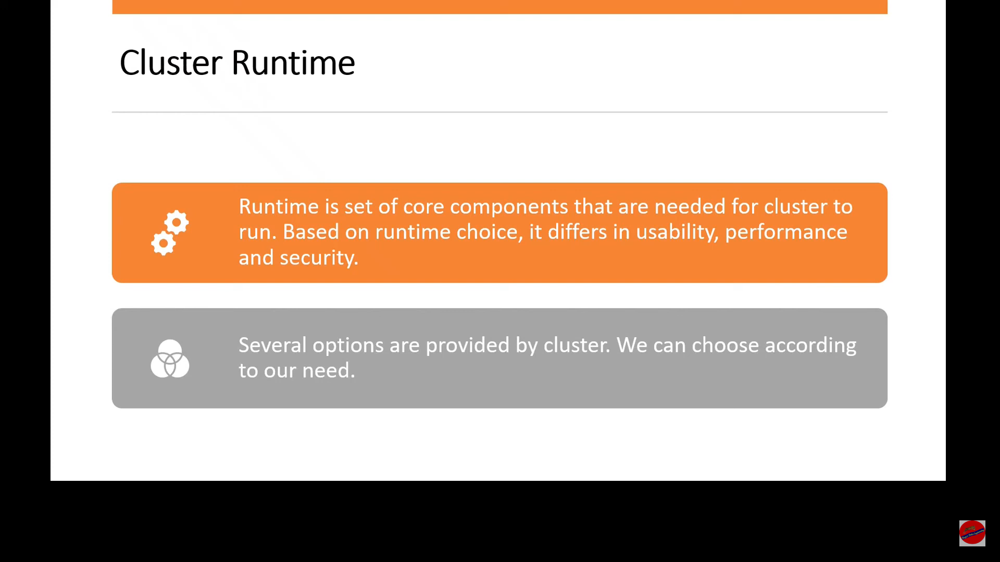 Cluster Runtime
Runtime is set of core components that are needed for cluster to
run. Based on runtime choice, it differs in usability, performance
and security.
Several options are provided by cluster. We can choose according
to our need.